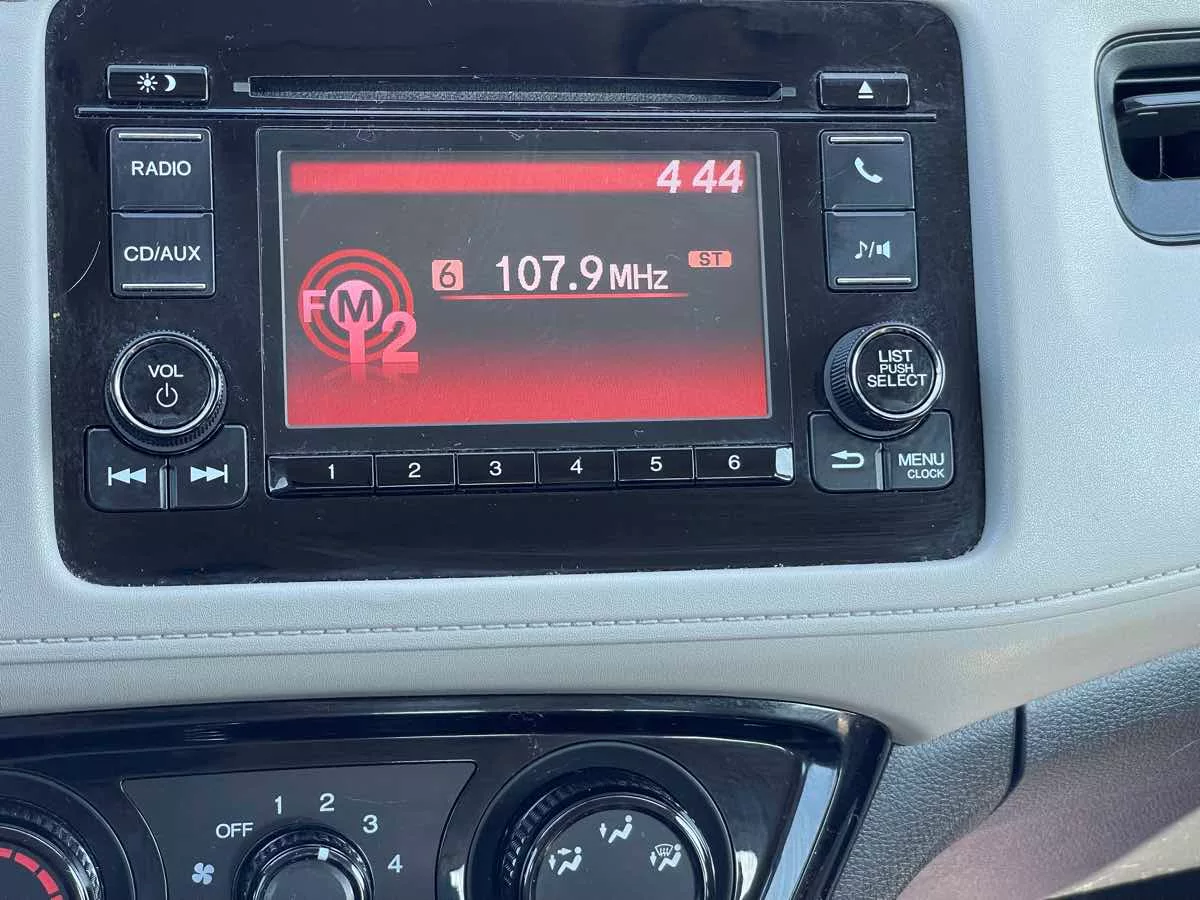 RADIO
4 44
CD/AUX
6 107.9 MHz ST
FM 2
VOL
LIST
PUSH
SELECT
1 2 3 4 5 6
MENU
CLOCK
OFF 1 2 3 4